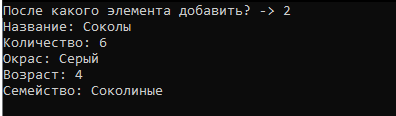 После какого элемента добавить? -> 2
Название: Соколы
Количество: 6
Окрас: Серый
Возраст: 4
Семейство: Соколиные